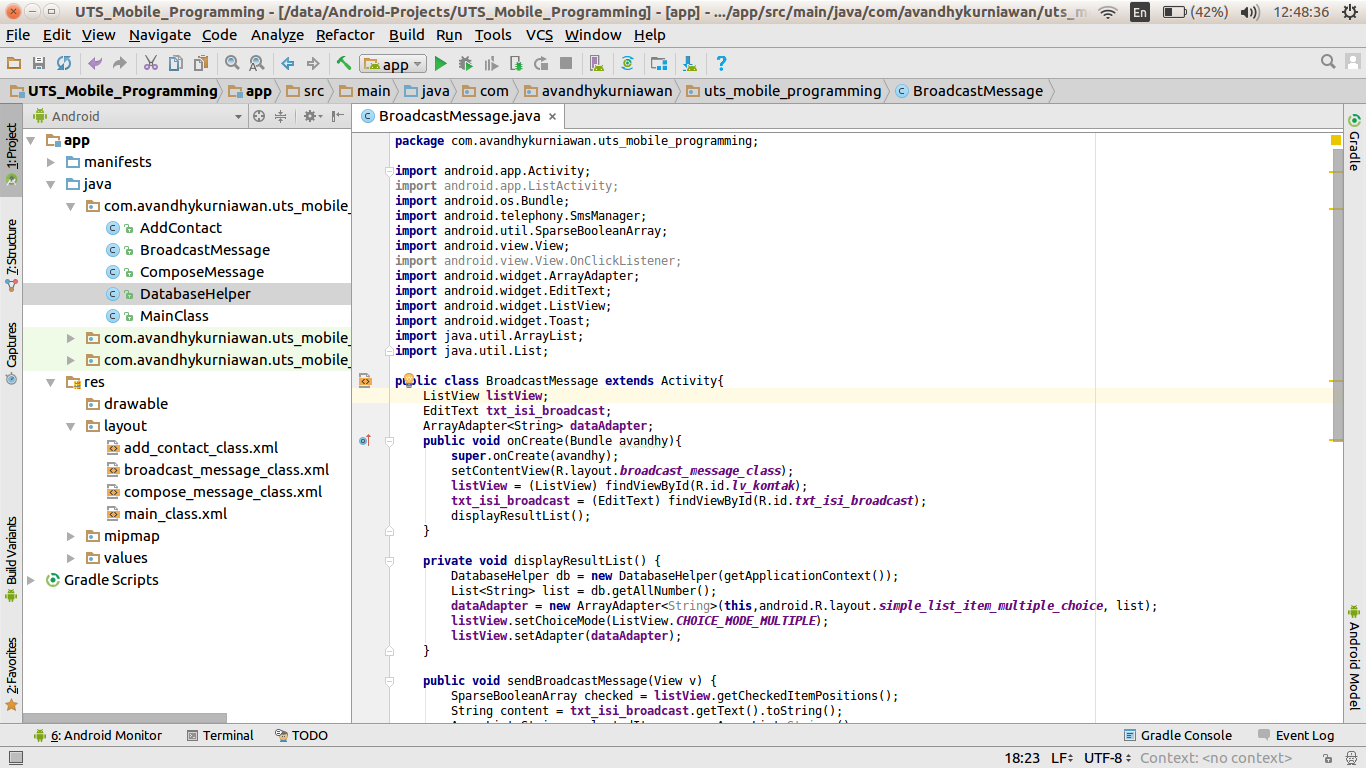 UTS_Mobile_Programming - [/data/Android-Projects/UTS_Mobile_Programming] - [app] - .../app/src/main/java/com/avandhykurniawan/uts_m
En (42%) 12:48:36
File Edit View Navigate Code Analyze Refactor Build Run Tools VCS Window Help
app
UTS_Mobile_Programming app src main java com avandhykurniawan uts_mobile_programming BroadcastMessage
Android
BroadcastMessage.java
1: Project
7: Structure
Captures
Build Variants
2: Favorites
app
manifests
java
com.avandhykurniawan.uts_mobile_
AddContact
BroadcastMessage
ComposeMessage
DatabaseHelper
MainClass
com.avandhykurniawan.uts_mobile_
com.avandhykurniawan.uts_mobile_
res
drawable
layout
add_contact_class.xml
broadcast_message_class.xml
compose_message_class.xml
main_class.xml
mipmap
values
Gradle Scripts
package com.avandhykurniawan.uts_mobile_programming;
import android.app.Activity;
import android.app.ListActivity;
import android.os.Bundle;
import android.telephony.SmsManager;
import android.util.SparseBooleanArray;
import android.view.View;
import android.view.View.OnClickListener;
import android.widget.ArrayAdapter;
import android.widget.EditText;
import android.widget.ListView;
import android.widget.Toast;
import java.util.ArrayList;
import java.util.List;
public class BroadcastMessage extends Activity{
ListView listView;
EditText txt_isi_broadcast;
ArrayAdapter<String> dataAdapter;
public void onCreate(Bundle avandhy){
super.onCreate(avandhy);
setContentView(R.layout.broadcast_message_class);
listView = (ListView) findViewById(R.id.lv_kontak);
txt_isi_broadcast = (EditText) findViewById(R.id.txt_isi_broadcast);
displayResultList();
}
private void displayResultList() {
DatabaseHelper db = new DatabaseHelper(getApplicationContext());
List<String> list = db.getAllNumber();
dataAdapter = new ArrayAdapter<String>(this,android.R.layout.simple_list_item_multiple_choice, list);
listView.setChoiceMode(ListView.CHOICE_MODE_MULTIPLE);
listView.setAdapter(dataAdapter);
}
public void sendBroadcastMessage(View v) {
SparseBooleanArray checked = listView.getCheckedItemPositions();
String content = txt_isi_broadcast.getText().toString();
Gradle
Android Model
6: Android Monitor Terminal TODO Gradle Console Event Log
18:23 LF UTF-8 Context: <no context>